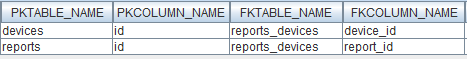 PKTABLE_NAME PKCOLUMN_NAME FKTABLE_NAME FKCOLUMN_NAME
devices id reports_devices device_id
reports id reports_devices report_id